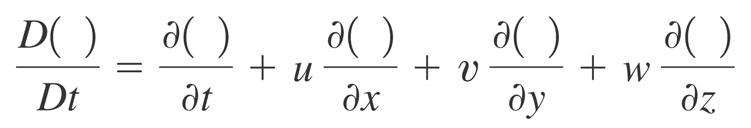 D( )/Dt = ∂( )/∂t + u ∂( )/∂x + v ∂( )/∂y + w ∂( )/∂z